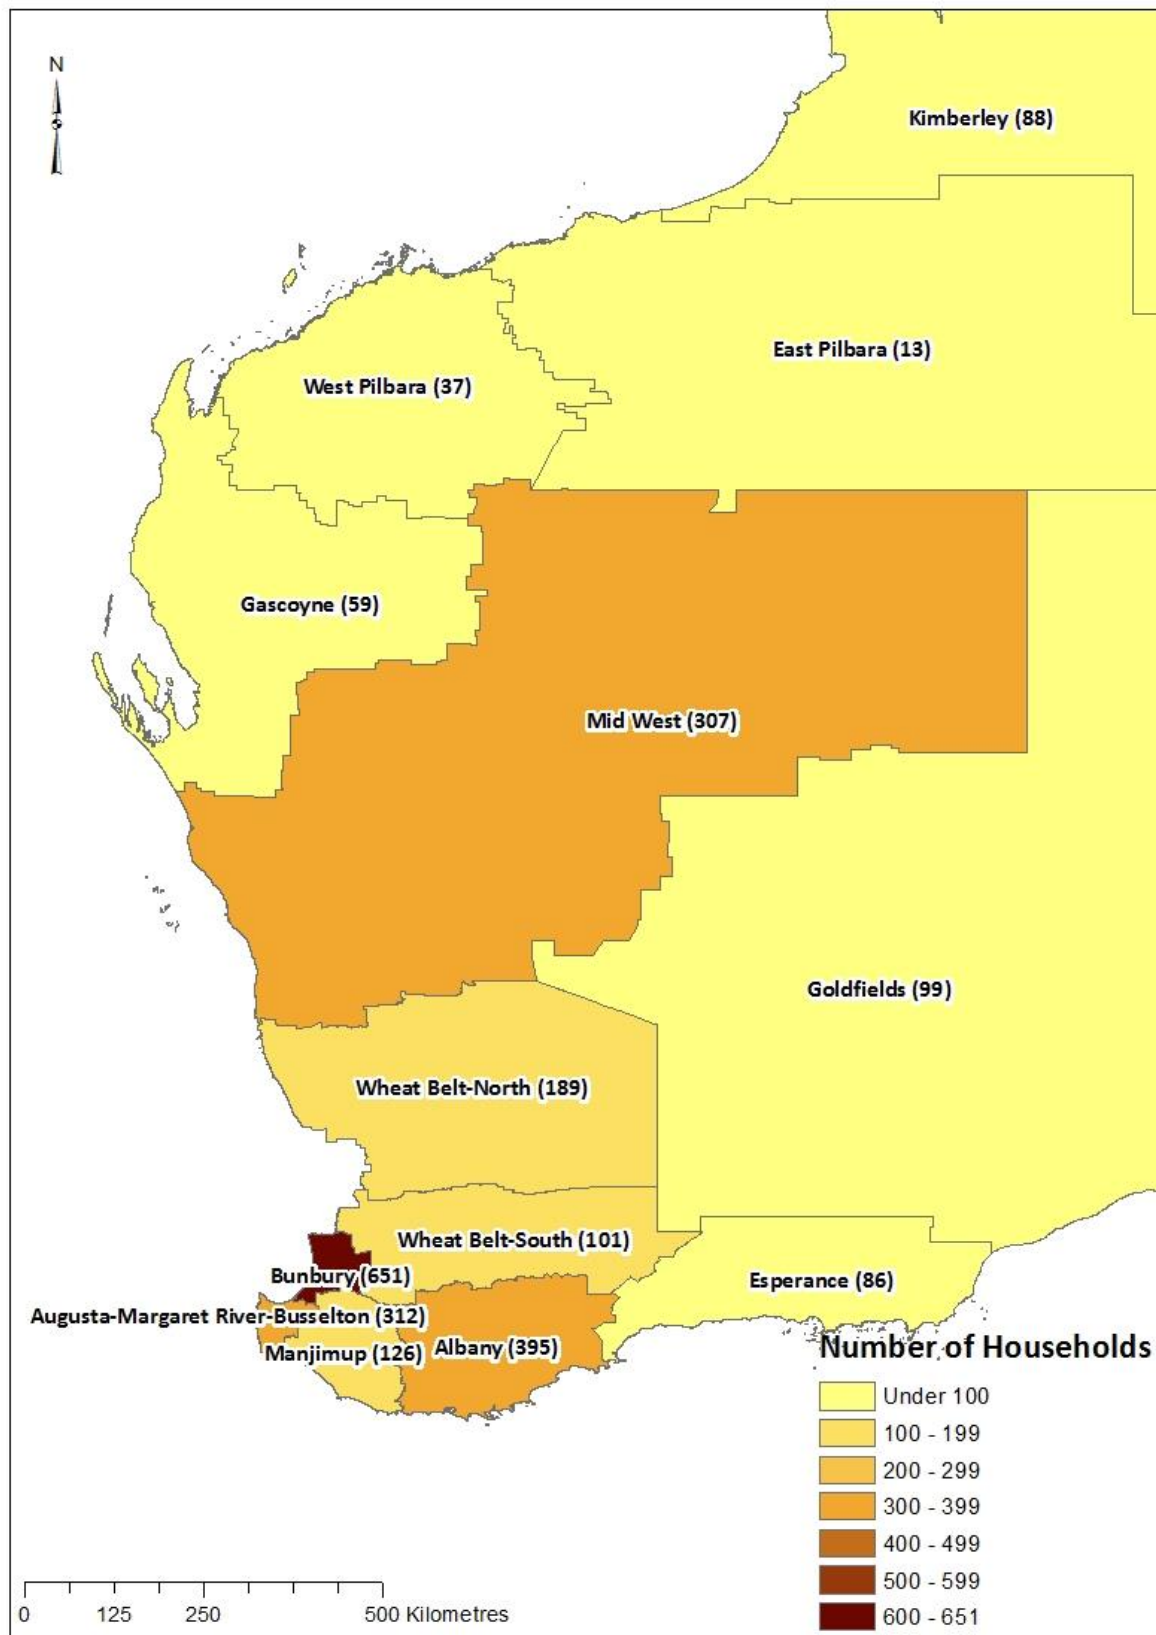 N
Kimberley (88)
East Pilbara (13)
West Pilbara (37)
Gascoyne (59)
Mid West (307)
Goldfields (99)
Wheat Belt-North (189)
Wheat Belt-South (101)
Bunbury (651)
Esperance (86)
Augusta-Margaret River-Busselton (312)
Albany (395)
Manjimup (126)
Number of Households
Under 100
100 - 199
200 - 299
300 - 399
400 - 499
500 - 599
600 - 651
0 125 250 500 Kilometres